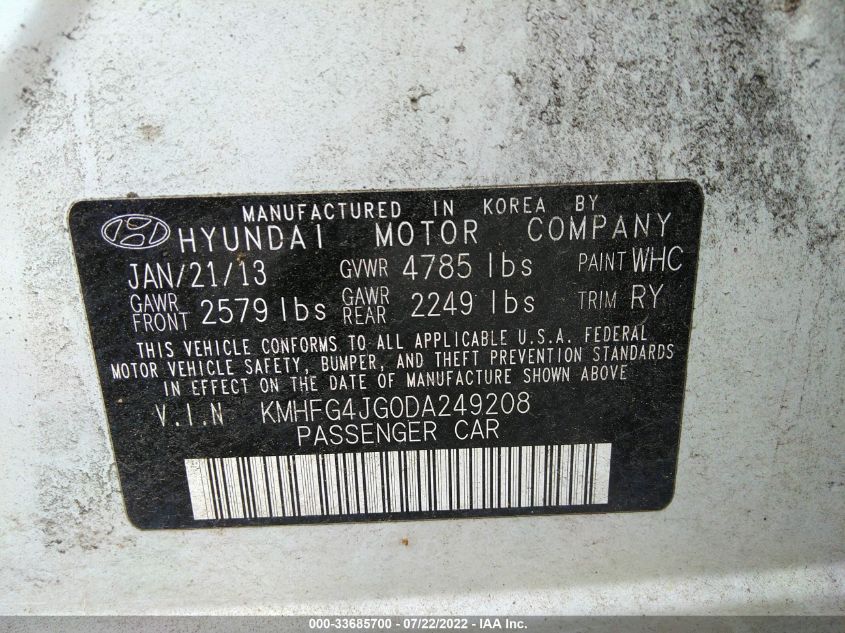 MANUFACTURED IN KOREA BY
HYUNDAI MOTOR COMPANY
JAN/21/13 GVWR 4785 lbs PAINT WHC
GAWR FRONT 2579 lbs GAWR REAR 2249 lbs TRIM RY
THIS VEHICLE CONFORMS TO ALL APPLICABLE U.S.A. FEDERAL
MOTOR VEHICLE SAFETY, BUMPER, AND THEFT PREVENTION STANDARDS
IN EFFECT ON THE DATE OF MANUFACTURE SHOWN ABOVE
V.I.N KMHFG4JG0DA249208
PASSENGER CAR
000-33685700 - 07/22/2022 - IAA Inc.